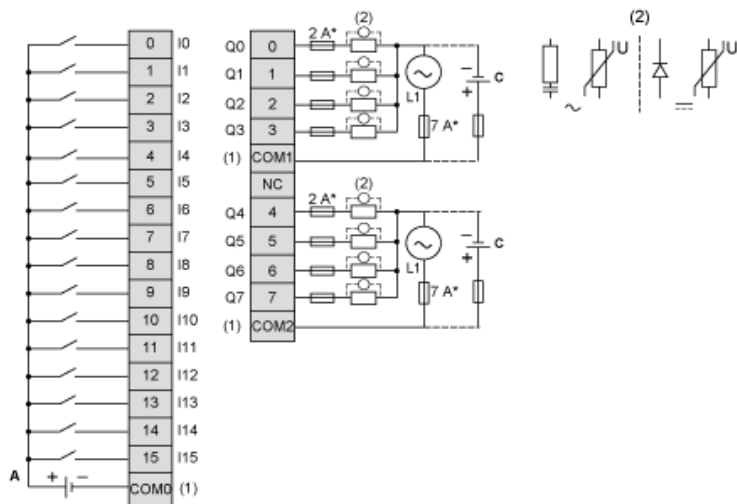 0 I0
1 I1
2 I2
3 I3
4 I4
5 I5
6 I6
7 I7
8 I8
9 I9
10 I10
11 I11
12 I12
13 I13
14 I14
15 I15
A + − COM0 (1)
2 A* (2)
Q0 0
Q1 1
Q2 2
Q3 3
(1) COM1
NC
L1
7 A*
− + C
2 A* (2)
Q4 4
Q5 5
Q6 6
Q7 7
(1) COM2
L1
7 A*
− + C
(2)
U U